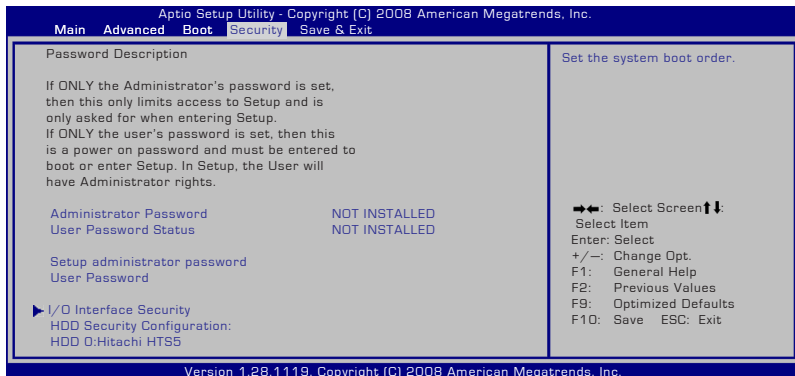 Aptio Setup Utility - Copyright (C) 2008 American Megatrends, Inc.
Main Advanced Boot Security Save & Exit
Password Description
If ONLY the Administrator's password is set,
then this only limits access to Setup and is
only asked for when entering Setup.
If ONLY the user's password is set, then this
is a power on password and must be entered to
boot or enter Setup. In Setup, the User will
have Administrator rights.
Administrator Password NOT INSTALLED
User Password Status NOT INSTALLED
Setup administrator password
User Password
I/O Interface Security
HDD Security Configuration:
HDD 0:Hitachi HTS5
Set the system boot order.
→←: Select Screen↑↓:
Select Item
Enter: Select
+/—: Change Opt.
F1: General Help
F2: Previous Values
F9: Optimized Defaults
F10: Save ESC: Exit
Version 1.28.1119. Copyright (C) 2008 American Megatrends, Inc.